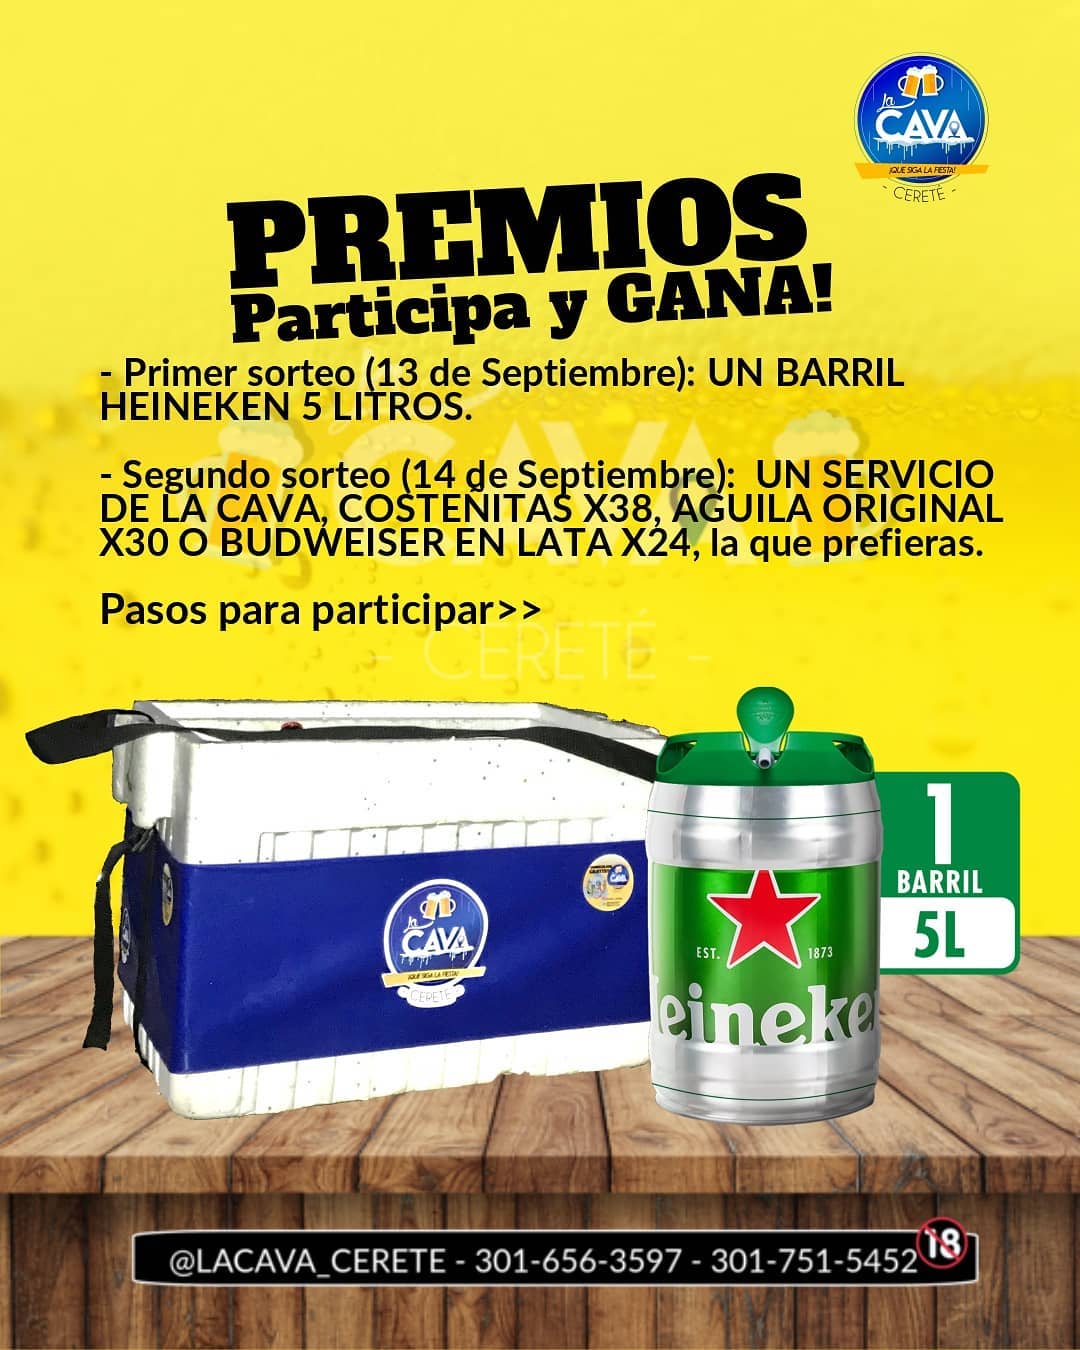 La
CAVA
¡QUE SIGA LA FIESTA!
- CERETÉ -
PREMIOS
Participa y GANA!
- Primer sorteo (13 de Septiembre): UN BARRIL
HEINEKEN 5 LITROS.
- Segundo sorteo (14 de Septiembre): UN SERVICIO
DE LA CAVA, COSTEÑITAS X38, AGUILA ORIGINAL
X30 O BUDWEISER EN LATA X24, la que prefieras.
Pasos para participar>>
La
CAVA
- CERETÉ -
La
CAVA
¡QUE SIGA LA FIESTA!
- CERETÉ -
CAVA
EST. 1873
Heineken
1
BARRIL
5L
@LACAVA_CERETE - 301-656-3597 - 301-751-5452
18